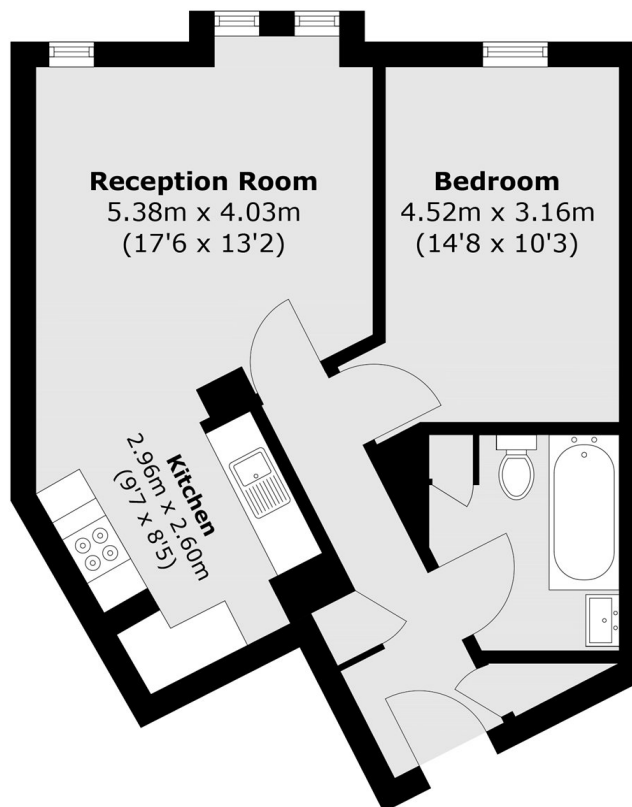 Reception Room
5.38m x 4.03m
(17'6 x 13'2)
Bedroom
4.52m x 3.16m
(14'8 x 10'3)
Kitchen
2.96m x 2.60m
(9'7 x 8'5)